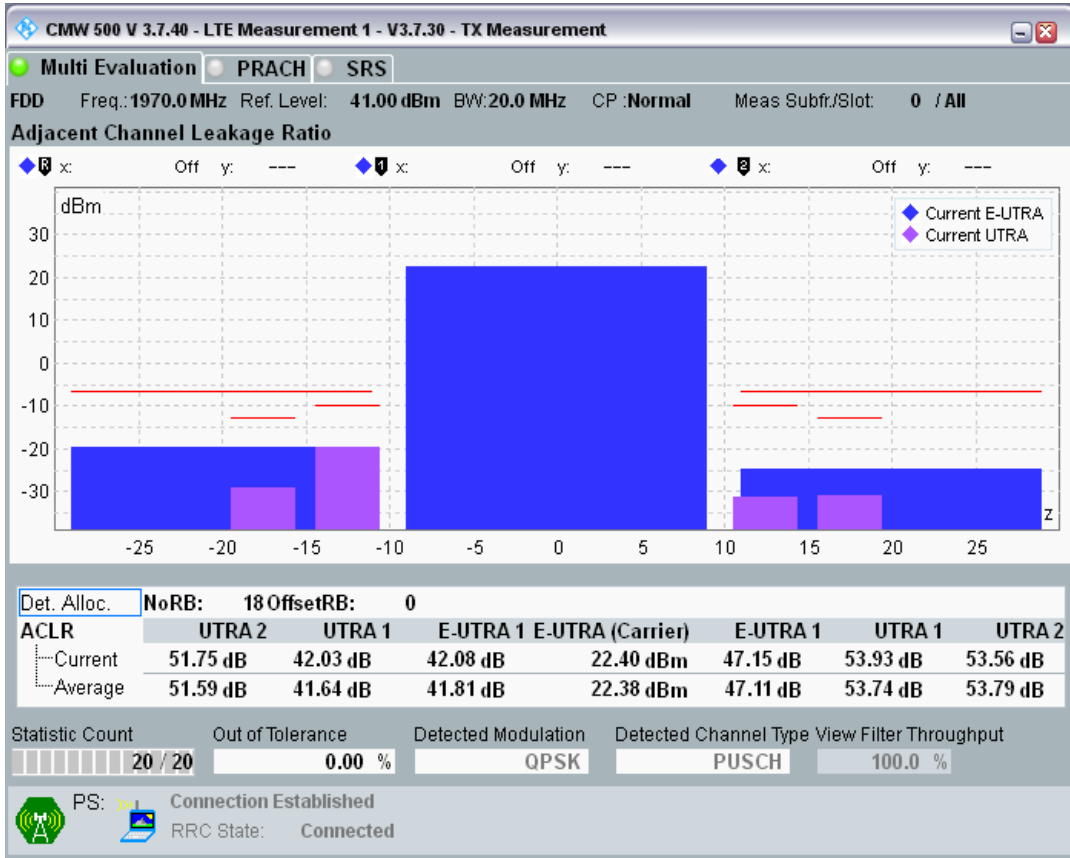 CMW 500 V 3.7.40 - LTE Measurement 1 - V3.7.30 - TX Measurement
Multi Evaluation PRACH SRS
FDD Freq.: 1970.0 MHz Ref. Level: 41.00 dBm BW: 20.0 MHz CP : Normal Meas Subfr./Slot: 0 / All
Adjacent Channel Leakage Ratio
R x: Off y: --- 1 x: Off y: --- 2 x: Off y: ---
dBm
Current E-UTRA
Current UTRA
30
20
10
0
-10
-20
-30
z
-25 -20 -15 -10 -5 0 5 10 15 20 25
Det. Alloc. NoRB: 18 OffsetRB: 0
ACLR UTRA 2 UTRA 1 E-UTRA 1 E-UTRA (Carrier) E-UTRA 1 UTRA 1 UTRA 2
Current 51.75 dB 42.03 dB 42.08 dB 22.40 dBm 47.15 dB 53.93 dB 53.56 dB
Average 51.59 dB 41.64 dB 41.81 dB 22.38 dBm 47.11 dB 53.74 dB 53.79 dB
Statistic Count Out of Tolerance Detected Modulation Detected Channel Type View Filter Throughput
20 / 20 0.00 % QPSK PUSCH 100.0 %
PS: Connection Established
RRC State: Connected